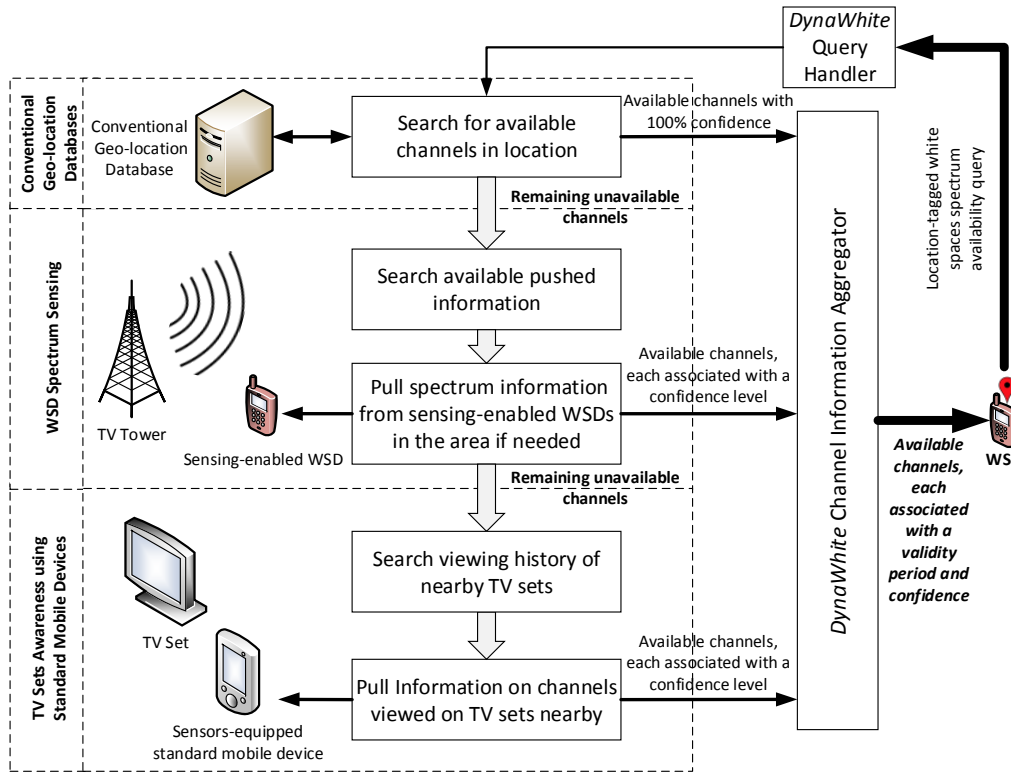 DynaWhite
Query
Handler
Conventional
Geo-location
Databases
Conventional
Geo-location
Database
Search for available
channels in location
Available channels with
100% confidence
Remaining unavailable
channels
Location-tagged white
spaces spectrum
availability query
WSD Spectrum Sensing
TV Tower
Sensing-enabled WSD
Search available pushed
information
Pull spectrum information
from sensing-enabled WSDs
in the area if needed
Available channels,
each associated with a
confidence level
Remaining unavailable
channels
DynaWhite Channel Information Aggregator
WS
Available
channels,
each
associated
with a
validity
period and
confidence
TV Sets Awareness using
Standard Mobile Devices
TV Set
Sensors-equipped
standard mobile device
Search viewing history of
nearby TV sets
Pull Information on channels
viewed on TV sets nearby
Available channels,
each associated with a
confidence level